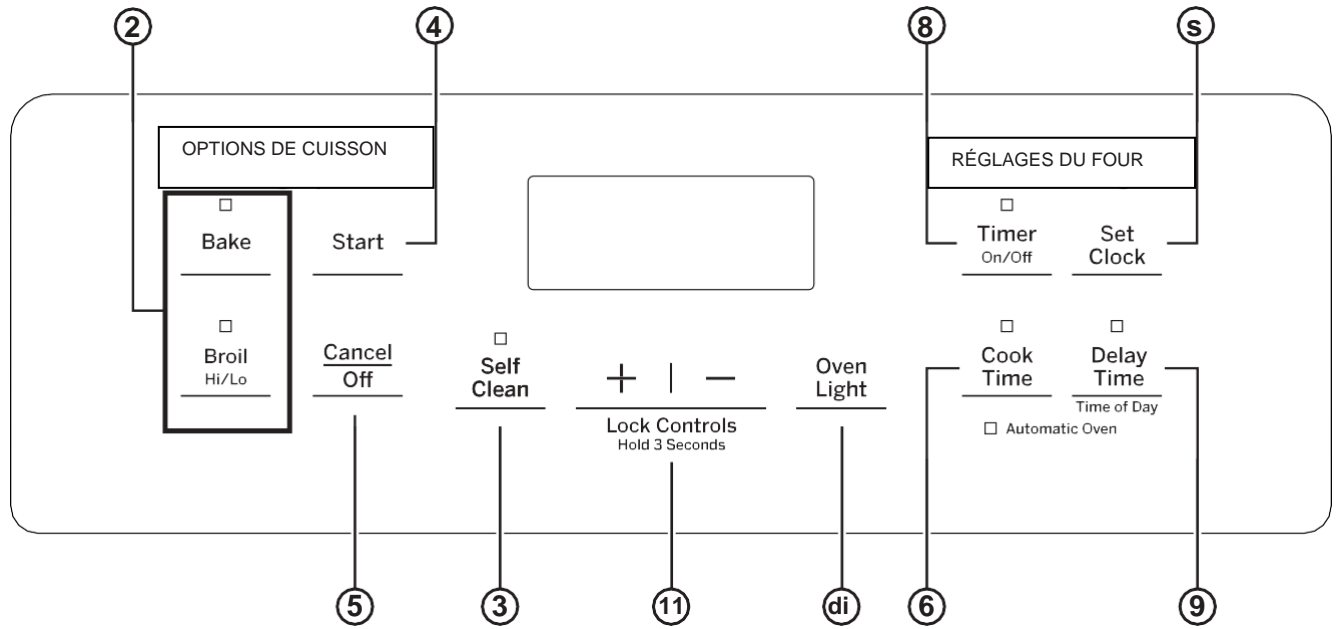 2
4
8
s
OPTIONS DE CUISSON
RÉGLAGES DU FOUR
Bake
Start
Timer
On/Off
Set
Clock
Broil
Hi/Lo
Cancel
Off
Self
Clean
+ | −
Lock Controls
Hold 3 Seconds
Oven
Light
Cook
Time
Delay
Time
Time of Day
Automatic Oven
5
3
11
di
6
9